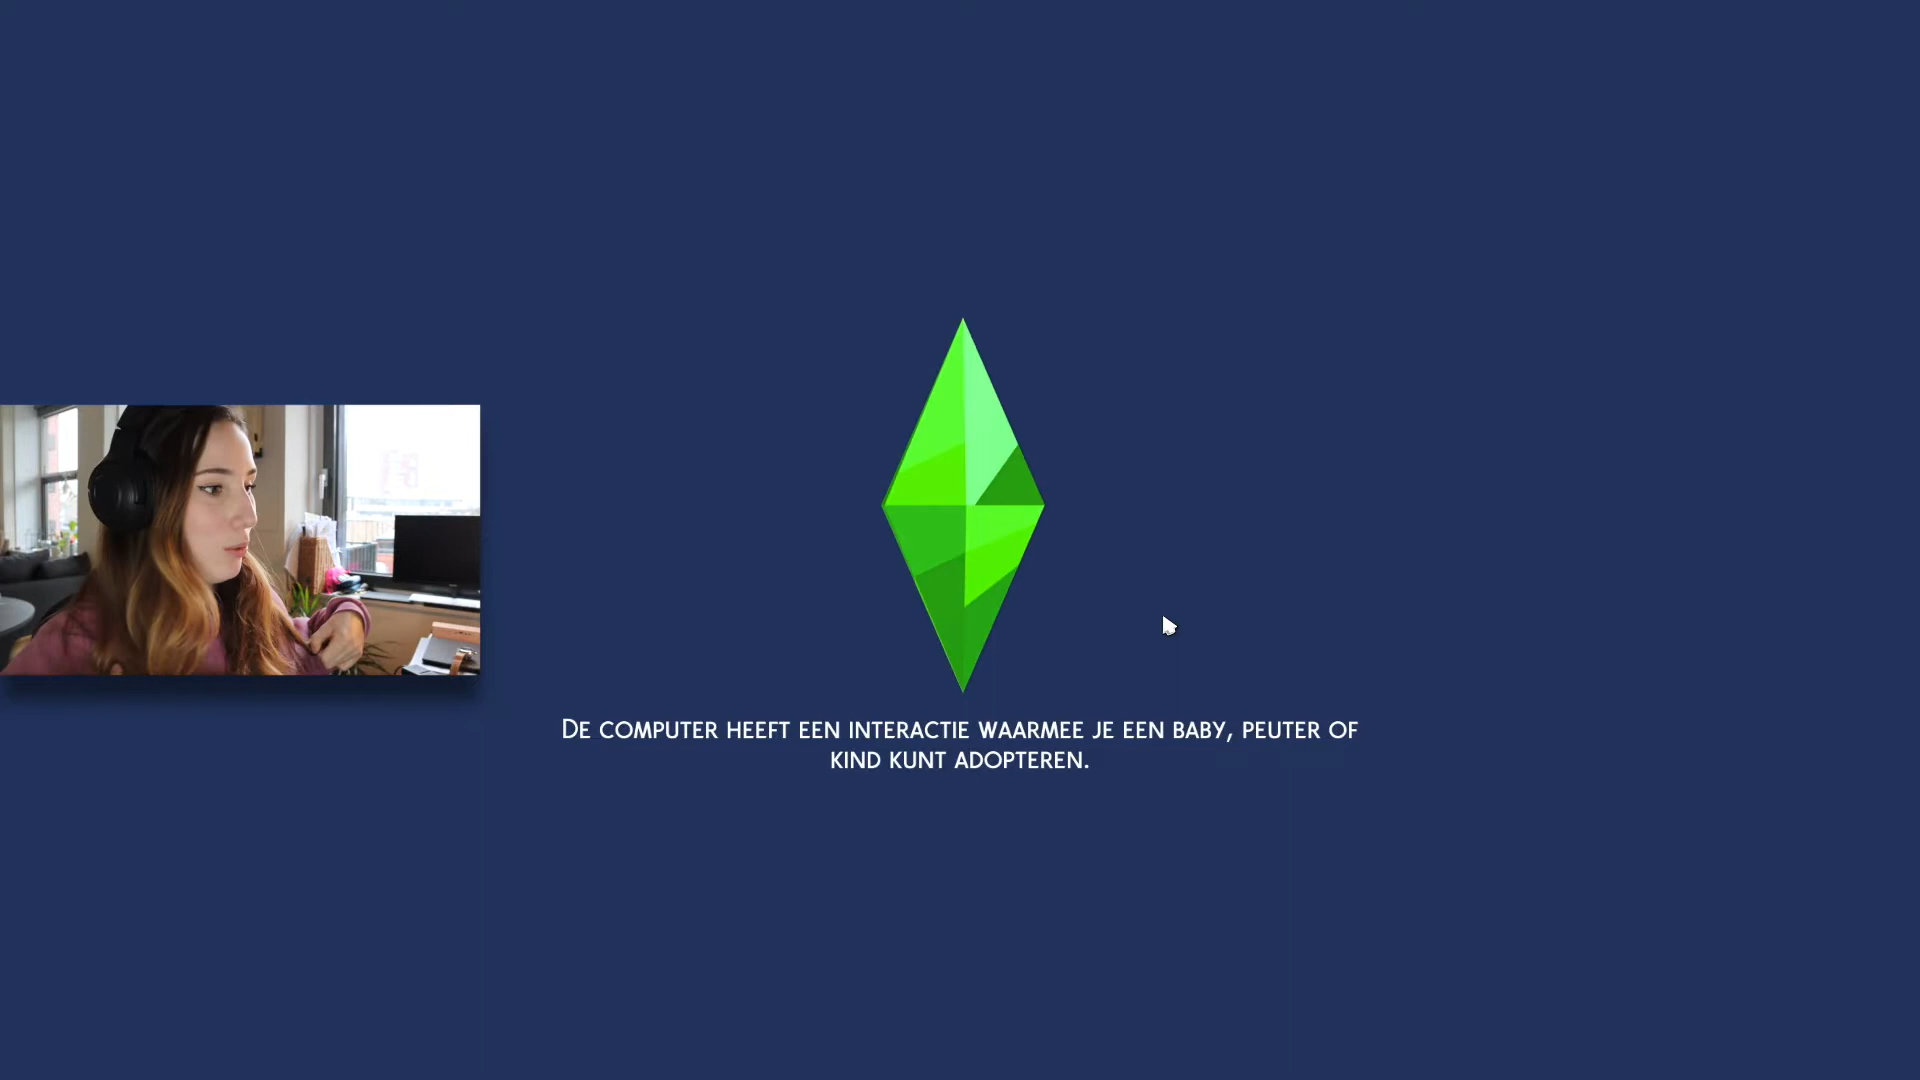 De computer heeft een interactie waarmee je een baby, peuter of
kind kunt adopteren.